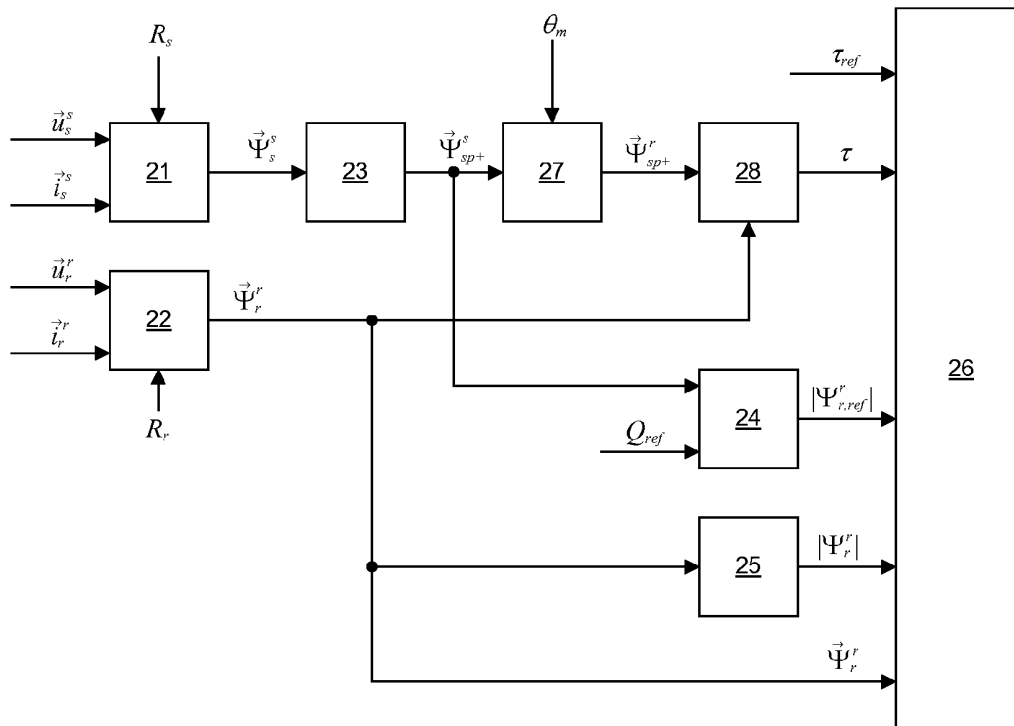 R_s
θ_m
τ_ref
u⃗_s^s
Ψ⃗_s^s
Ψ⃗_sp+^s
Ψ⃗_sp+^r
τ
21
23
27
28
i⃗_s^s
u⃗_r^r
Ψ⃗_r^r
22
i⃗_r^r
26
|Ψ_r,ref^r|
24
R_r
Q_ref
|Ψ_r^r|
25
Ψ⃗_r^r